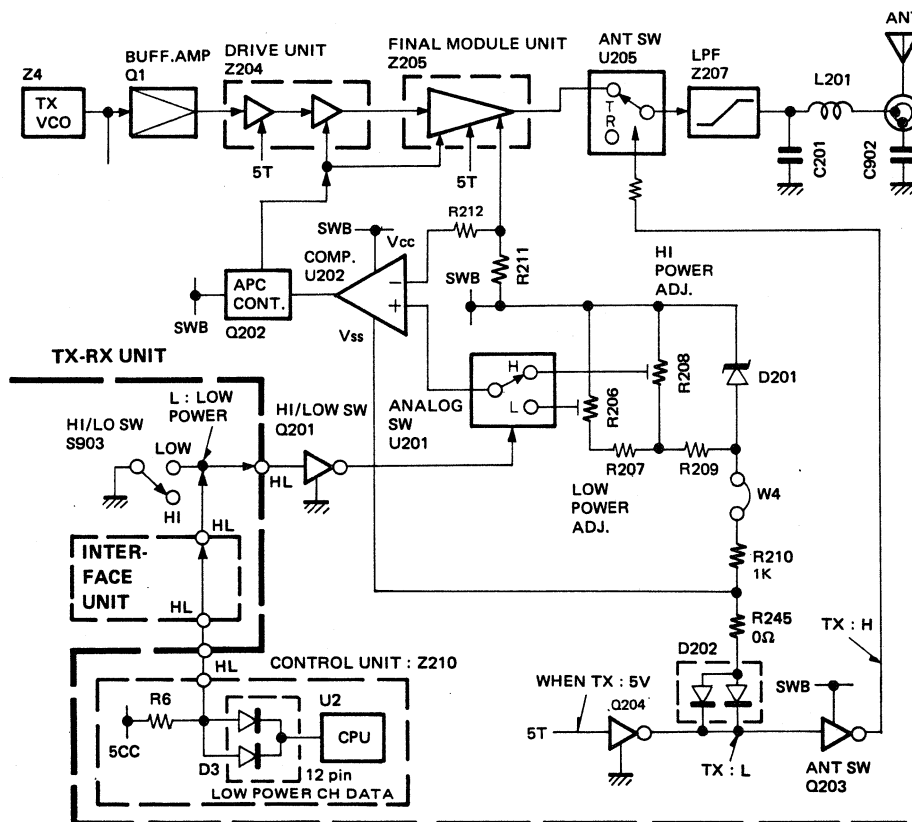 ANT
Z4
TX
VCO
BUFF.AMP
Q1
DRIVE UNIT
Z204
5T
FINAL MODULE UNIT
Z205
5T
ANT SW
U205
T
R
LPF
Z207
L201
C201
C902
R212
R211
SWB
VCC
COMP.
U202
VSS
−
+
APC
CONT.
Q202
SWB
SWB
HI
POWER
ADJ.
R208
R206
D201
R207
R209
LOW
POWER
ADJ.
H
L
ANALOG
SW
U201
W4
R210
1K
R245
0Ω
TX-RX UNIT
L : LOW
POWER
HI/LO SW
S903
LOW
HI
HI/LOW SW
Q201
HL
HL
INTER-
FACE
UNIT
HL
HL
CONTROL UNIT : Z210
R6
5CC
D3
U2
CPU
12 pin
LOW POWER CH DATA
D202
WHEN TX : 5V
Q204
5T
TX : L
TX : H
SWB
ANT SW
Q203